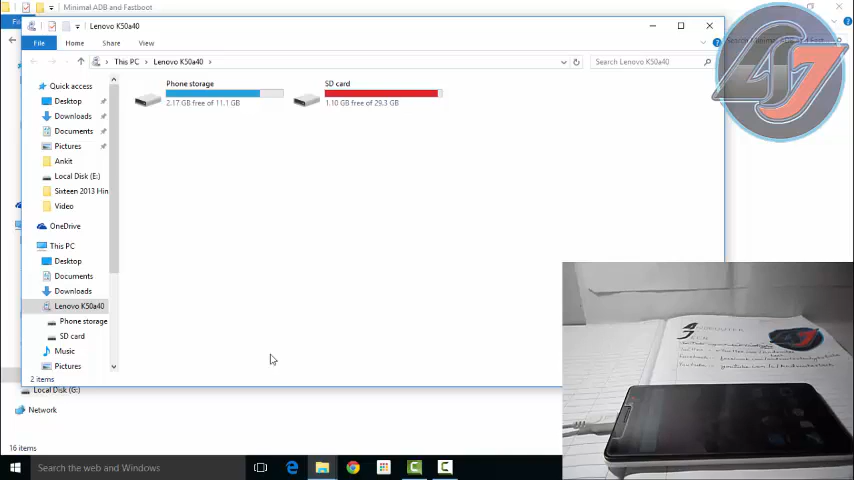 Minimal ADB and Fastboot
Lenovo K50a40
File
Home
Share
View
This PC
Lenovo K50a40
Search Lenovo K50a40
Quick access
Desktop
Downloads
Documents
Pictures
Ankit
Local Disk (E:)
Sixteen 2013 Hin
Video
OneDrive
This PC
Desktop
Documents
Downloads
Lenovo K50a40
Phone storage
SD card
Music
Pictures
Phone storage
2.17 GB free of 11.1 GB
SD card
1.10 GB free of 29.3 GB
2 items
Local Disk (G:)
Network
16 items
Search the web and Windows